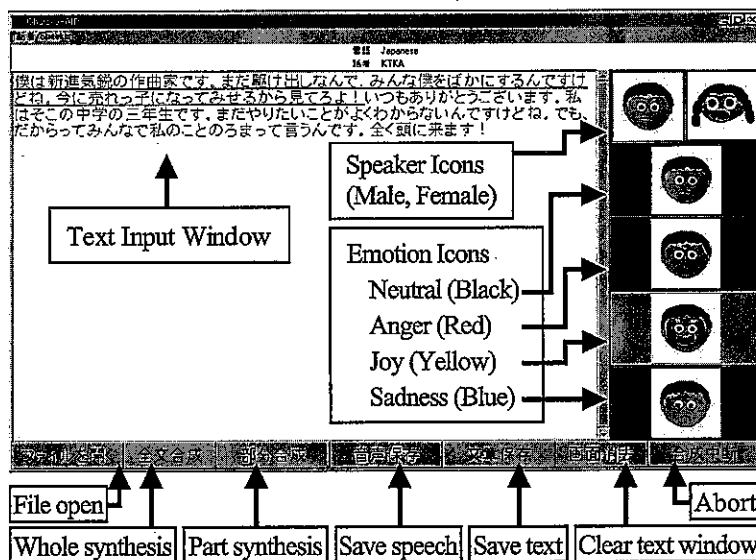 言語 Japanese
話者 KTKA
僕は新進気鋭の作曲家です。まだ駆け出しなんで、みんな僕をばかにするんですけ
どね。今に売れっ子になってみせるから見てろよ！いつもありがとうございます。私
はそこの中学の三年生です。まだやりたいことがよくわからないんですけどね。でも、
だからってみんなで私のことのろまって言うんです。全く頭に来ます！
Speaker Icons
(Male, Female)
Text Input Window
Emotion Icons
Neutral (Black)
Anger (Red)
Joy (Yellow)
Sadness (Blue)
ファイルを開く 全文合成 部分合成 音声保存 文章保存 画面消去 合成中断
File open
Abort
Whole synthesis
Part synthesis
Save speech
Save text
Clear text window